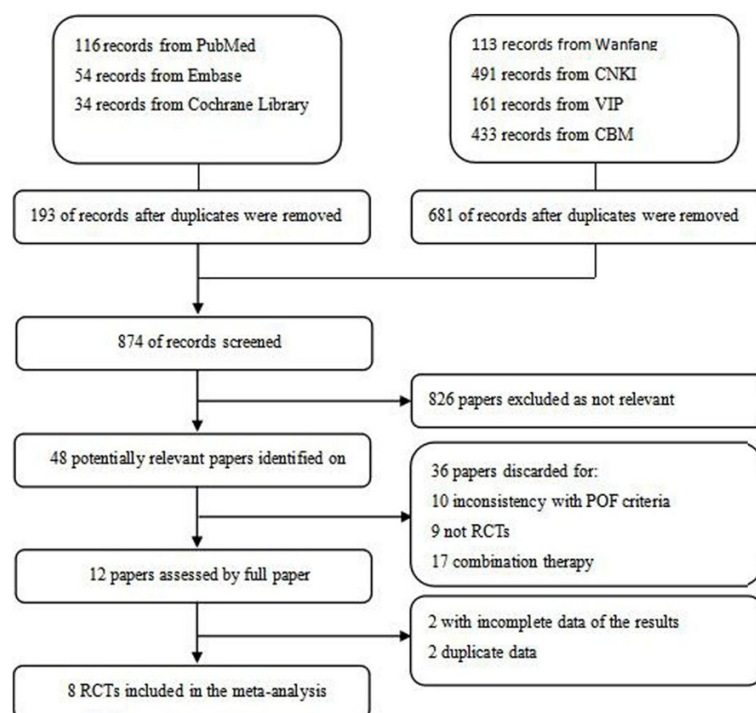 116 records from PubMed
54 records from Embase
34 records from Cochrane Library
113 records from Wanfang
491 records from CNKI
161 records from VIP
433 records from CBM
193 of records after duplicates were removed
681 of records after duplicates were removed
874 of records screened
826 papers excluded as not relevant
48 potentially relevant papers identified on
36 papers discarded for:
10 inconsistency with POF criteria
9 not RCTs
17 combination therapy
12 papers assessed by full paper
2 with incomplete data of the results
2 duplicate data
8 RCTs included in the meta-analysis